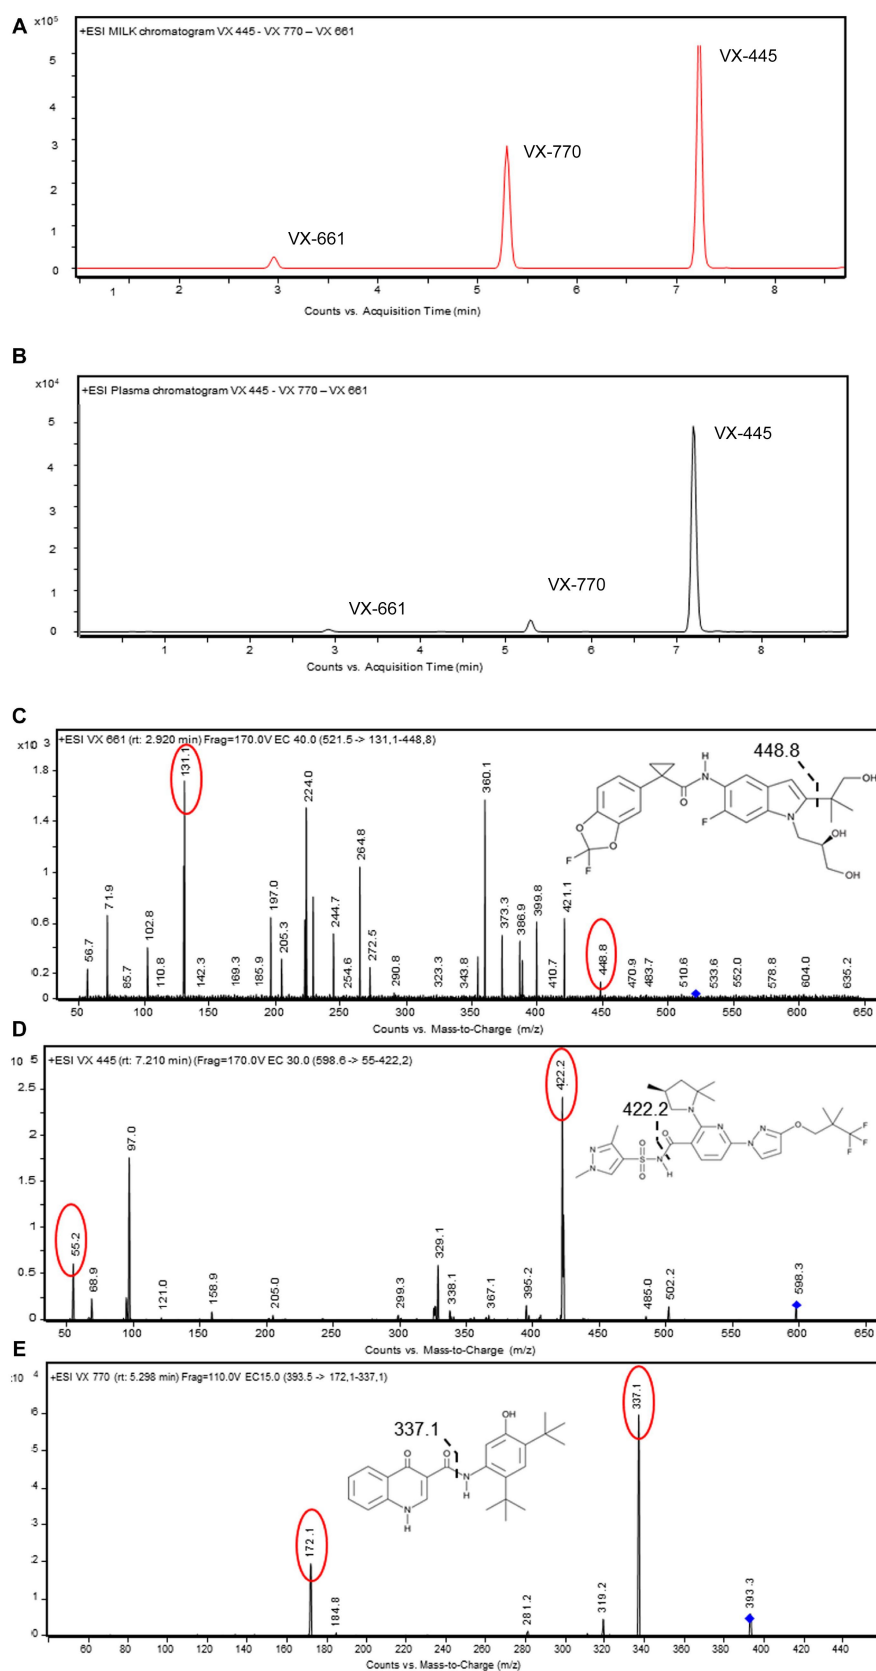 A
x10⁵
+ESI MILK chromatogram VX 445 - VX 770 – VX 661
5
4
3
2
1
0
VX-661
VX-770
VX-445
1 2 3 4 5 6 7 8
Counts vs. Acquisition Time (min)
B
x10⁴
+ESI Plasma chromatogram VX 445 - VX 770 – VX 661
5
4
3
2
1
0
VX-661
VX-770
VX-445
1 2 3 4 5 6 7 8
Counts vs. Acquisition Time (min)
C
x10 3
+ESI VX 661 (rt: 2.920 min) Frag=170.0V EC 40.0 (521.5 -> 131,1-448,8)
1.8
1.4
1
0.6
0.2
0
56.7 71.9 85.7 102.8 110.8 131.1 142.3 169.3 185.9 197.0 205.3 224.0 244.7 254.6 264.8 272.5 290.8 323.3 343.8 360.1 373.3 386.9 399.8 410.7 421.1 448.8 470.9 483.7 510.6 533.6 552.0 578.8 604.0 635.2
448.8
H
N
O
OH
F
N
O
O
F
F
OH
OH
50 100 150 200 250 300 350 400 450 500 550 600 650
Counts vs. Mass-to-Charge (m/z)
D
10 5
+ESI VX 445 (rt: 7.210 min) (Frag=170.0V EC 30.0 (598.6 -> 55-422,2)
2.5
2
1.5
1
0.5
0
55.2 68.9 97.0 121.0 158.9 205.0 299.3 329.1 338.1 367.1 395.2 422.2 485.0 502.2 598.3
422.2
N
O
N
N
N
O
F
F
F
O
S
O
N
H
N
N
50 100 150 200 250 300 350 400 450 500 550 600 650
Counts vs. Mass-to-Charge (m/z)
E
:10 4
+ESI VX 770 (rt: 5.298 min) Frag=110.0V EC15.0 (393.5 -> 172,1-337,1)
6
5
4
3
2
1
0
172.1 184.8 281.2 319.2 337.1 393.3
337.1
OH
O
O
N
H
N
H
60 80 100 120 140 160 180 200 220 240 260 280 300 320 340 360 380 400 420 440
Counts vs. Mass-to-Charge (m/z)